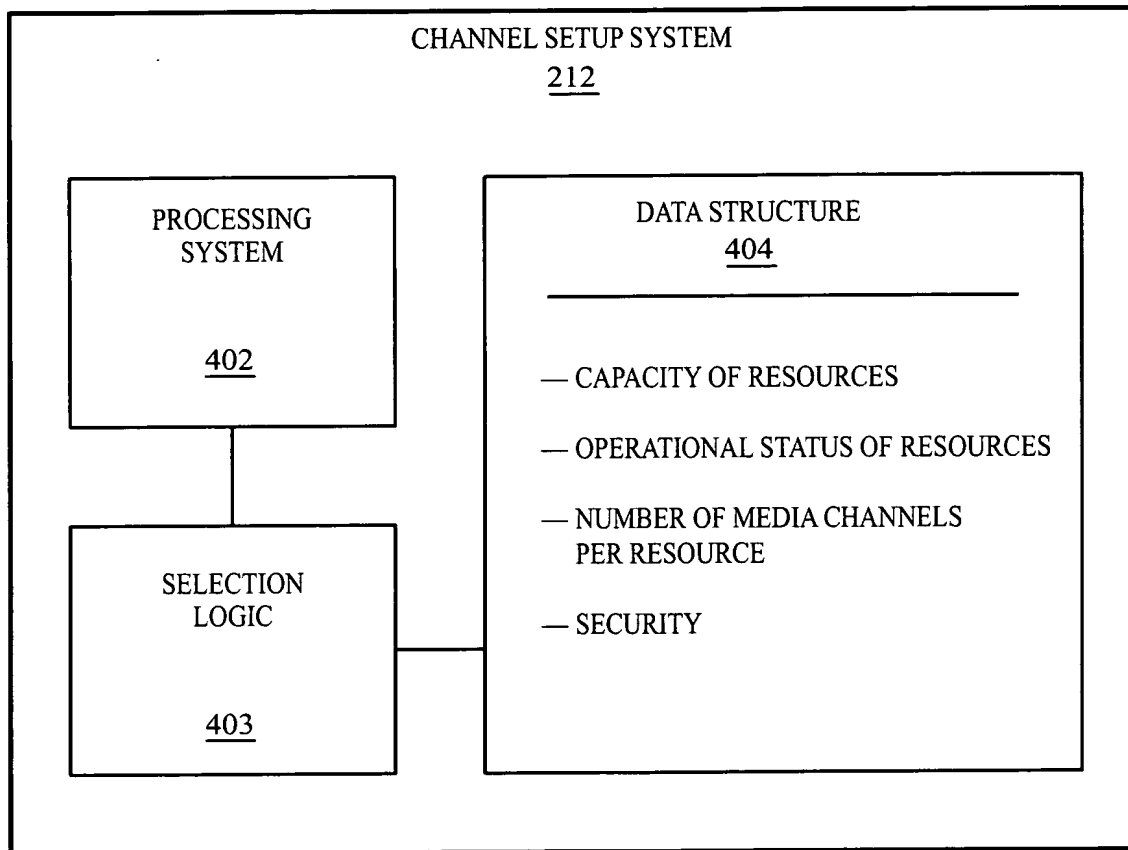 CHANNEL SETUP SYSTEM
212
PROCESSING
SYSTEM
402
SELECTION
LOGIC
403
DATA STRUCTURE
404
— CAPACITY OF RESOURCES
— OPERATIONAL STATUS OF RESOURCES
— NUMBER OF MEDIA CHANNELS
PER RESOURCE
— SECURITY